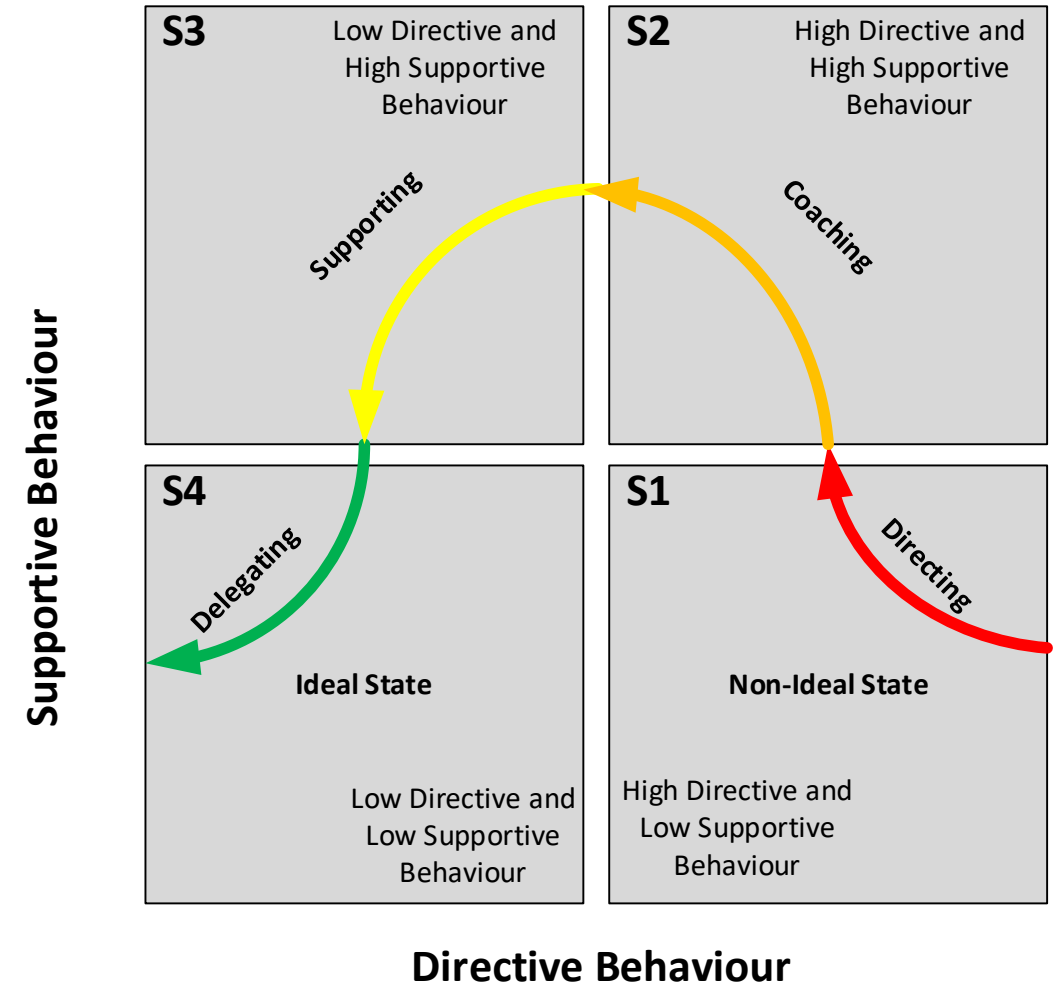 S3
Low Directive and
High Supportive
Behaviour
Supporting
S2
High Directive and
High Supportive
Behaviour
Coaching
S4
Delegating
Ideal State
Low Directive and
Low Supportive
Behaviour
S1
Directing
Non-Ideal State
High Directive and
Low Supportive
Behaviour
Supportive Behaviour
Directive Behaviour